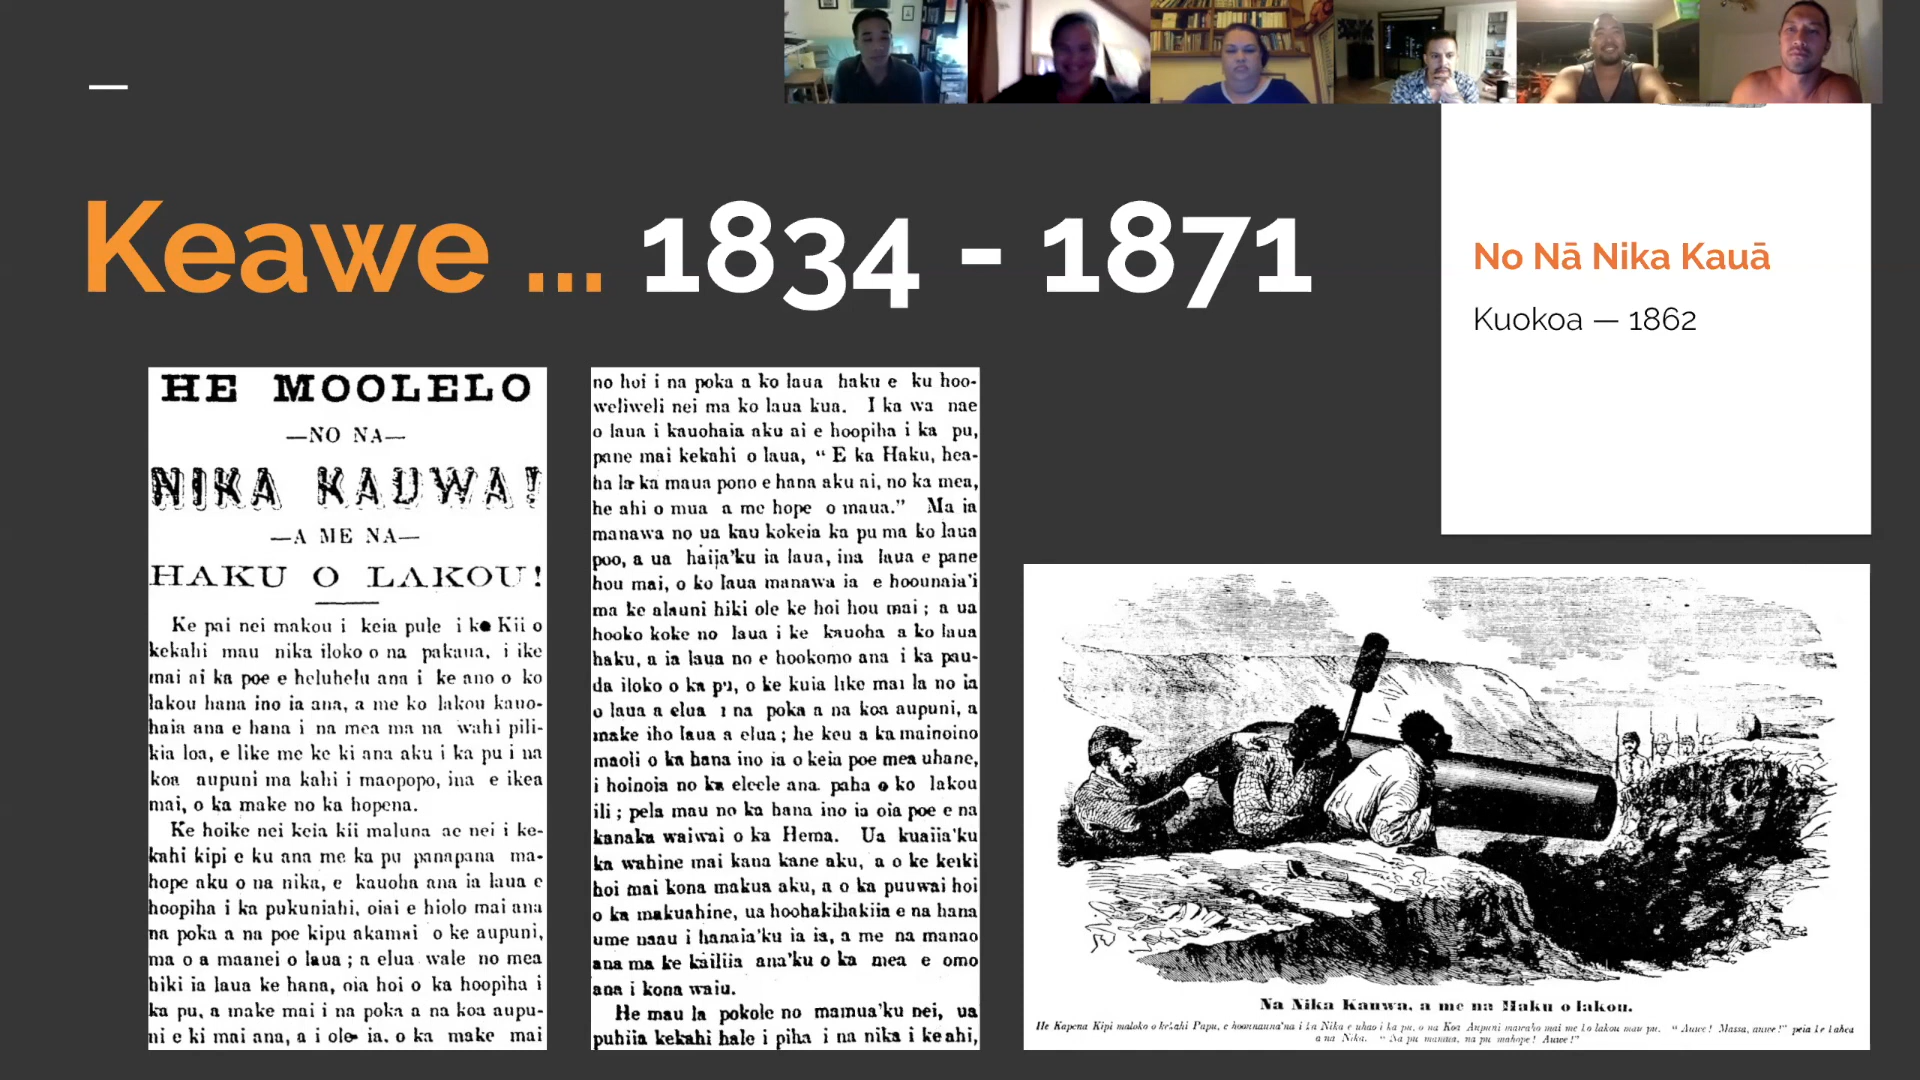 Keawe ... 1834 - 1871
No Nā Nika Kauā
Kuokoa — 1862
HE MOOLELO
—NO NA—
NIKA KAUWA!
—A ME NA—
HAKU O LAKOU!
Ke pai nei makou i keia pule i ke Kii o
kekahi mau nika iloko o na pakaua, i ike
mai ai ka poe e heluhelu ana i ke ano o ko
lakou hana ino ia ana, a me ko lakou kauo-
haia ana e hana i na mea ma na wahi pili-
kia loa, e like me ke ki ana aku i ka pu i na
koa aupuni ma kahi i maopopo, ina e ikea
mai, o ka make no ka hopena.
Ke hoike nei keia kii maluna ae nei i ke-
kahi kipi e ku ana me ka pu panapana ma-
hope aku o na nika, e kauoha ana ia laua e
hoopiha i ka pukuniahi, oiai e hiolo mai ana
na poka a na poe kipu akamai o ke aupuni,
ma o a maanei o laua ; a elua wale no mea
hiki ia laua ke hana, oia hoi o ka hoopiha i
ka pu, a make mai i na poka a na koa aupu-
ni e ki mai ana, a i ole ia, o ka make mai
no hoi i na poka a ko laua haku e ku hoo-
weliweli nei ma ko laua kua. I ka wa nae
o laua i kauohaia aku ai e hoopiha i ka pu,
pane mai kekahi o laua, “ E ka Haku, hea-
ha la ka maua pono e hana aku ai, no ka mea,
he ahi o mua a me hope o maua.” Ma ia
manawa no ua kau kokeia ka pu ma ko laua
poo, a ua haija'ku ia laua, ina laua e pane
hou mai, o ko laua manawa ia e hoounaia'i
ma ke alauni hiki ole ke hoi hou mai ; a ua
hooko koke no laua i ke kauoha a ko laua
haku, a ia laua no e hookomo ana i ka pau-
da iloko o ka pu, o ke kuia like mai la no ia
o laua a elua i na poka a na koa aupuni, a
make iho laua a elua ; he keu a ka mainoino
maoli o ka hana ino ia o keia poe mea uhane,
i hoinoia no ka eleele ana paha o ko lakou
ili ; pela mau no ka hana ino ia oia poe e na
kanaka waiwai o ka Hema. Ua kuaiia'ku
ka wahine mai kana kane aku, a o ke keiki
hoi mai kona makua aku, a o ka puuwai hoi
o ka makuahine, ua hoohakihakiia e na hana
ume naau i hanaia'ku ia ia, a me na manao
ana ma ke kailiia ana'ku o ka mea e omo
ana i kona waiu.
He mau la pokole no mamua'ku nei, ua
puhiia kekahi hale i piha i na nika i ke ahi,
Na Nika Kauwa, a me na Haku o lakou.
He Kapena Kipi maloko o kekahi Papu, e hoounauna'na i na Nika e uhao i ka pu, o na Koa Aupuni mawaho mai me ko lakou mau pu. “ Auwe! Massa, auwe!” peia ke kahea
a na Nika. “ Na pu mamua, na pu mahope! Auwe!”